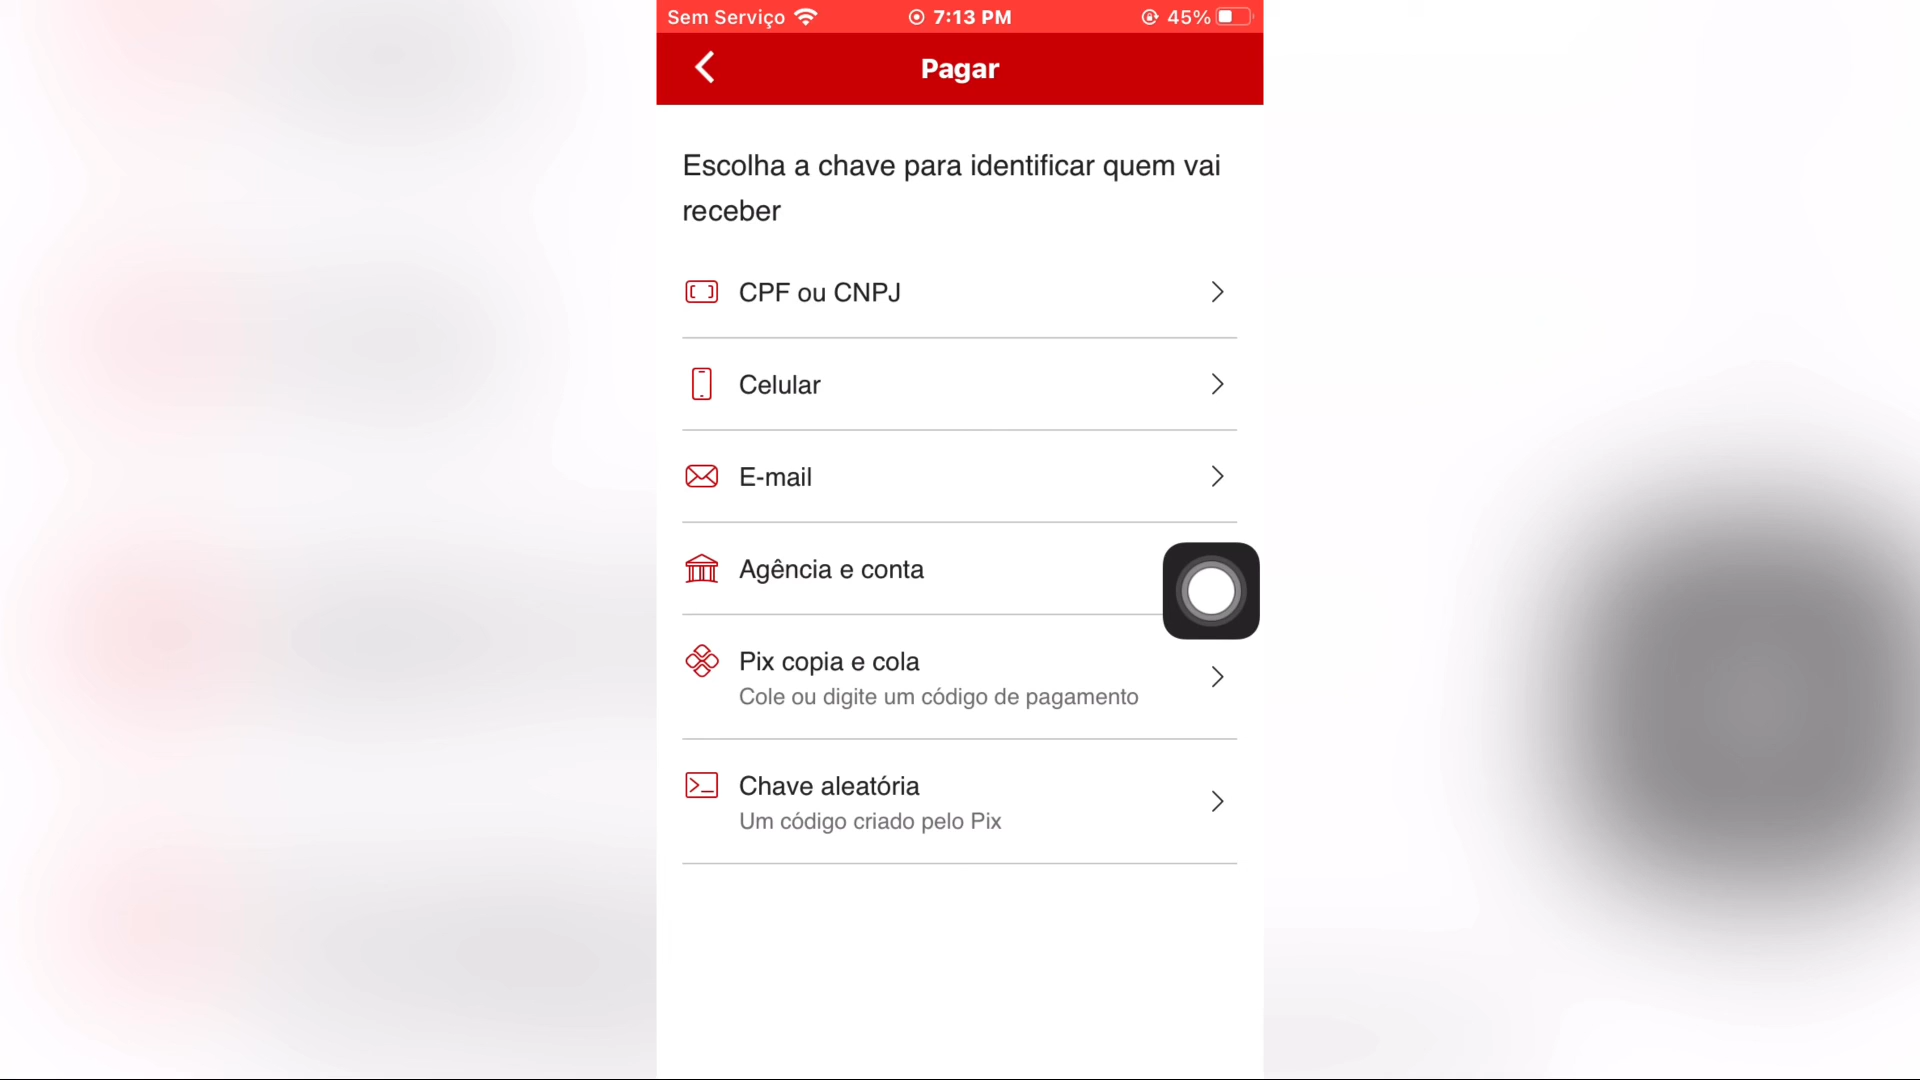 Sem Serviço 7:13 PM 45%
Pagar
Escolha a chave para identificar quem vai
receber
CPF ou CNPJ
Celular
E-mail
Agência e conta
Pix copia e cola
Cole ou digite um código de pagamento
Chave aleatória
Um código criado pelo Pix